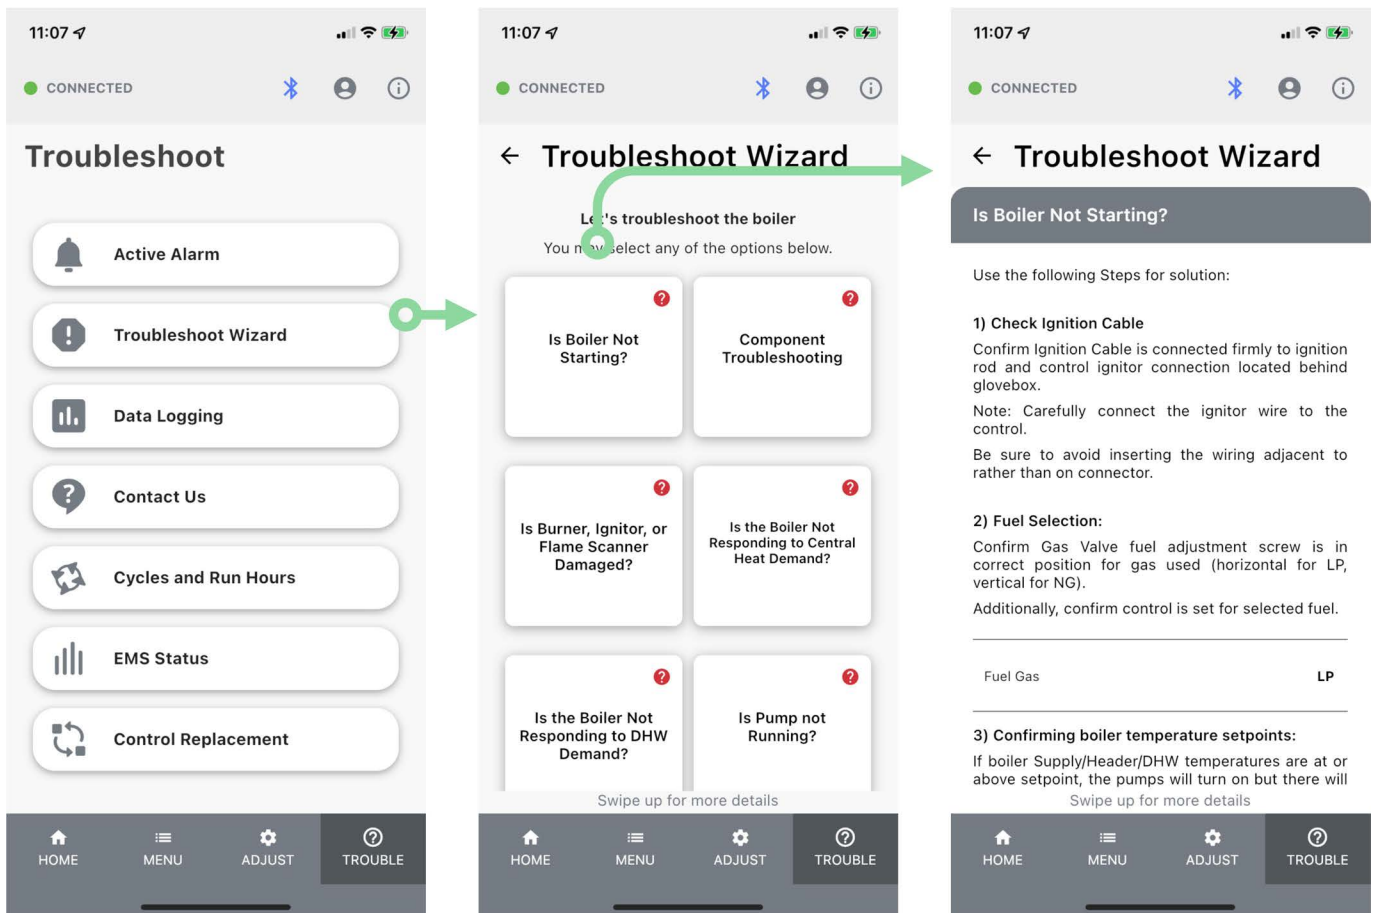 11:07
CONNECTED
Troubleshoot
Active Alarm
Troubleshoot Wizard
Data Logging
Contact Us
Cycles and Run Hours
EMS Status
Control Replacement
HOME
MENU
ADJUST
TROUBLE
11:07
CONNECTED
Troubleshoot Wizard
Let's troubleshoot the boiler
You may select any of the options below.
Is Boiler Not
Starting?
Component
Troubleshooting
Is Burner, Ignitor, or
Flame Scanner
Damaged?
Is the Boiler Not
Responding to Central
Heat Demand?
Is the Boiler Not
Responding to DHW
Demand?
Is Pump not
Running?
Swipe up for more details
HOME
MENU
ADJUST
TROUBLE
11:07
CONNECTED
Troubleshoot Wizard
Is Boiler Not Starting?
Use the following Steps for solution:
1) Check Ignition Cable
Confirm Ignition Cable is connected firmly to ignition
rod and control ignitor connection located behind
glovebox.
Note: Carefully connect the ignitor wire to the
control.
Be sure to avoid inserting the wiring adjacent to
rather than on connector.
2) Fuel Selection:
Confirm Gas Valve fuel adjustment screw is in
correct position for gas used (horizontal for LP,
vertical for NG).
Additionally, confirm control is set for selected fuel.
Fuel Gas LP
3) Confirming boiler temperature setpoints:
If boiler Supply/Header/DHW temperatures are at or
above setpoint, the pumps will turn on but there will
Swipe up for more details
HOME
MENU
ADJUST
TROUBLE